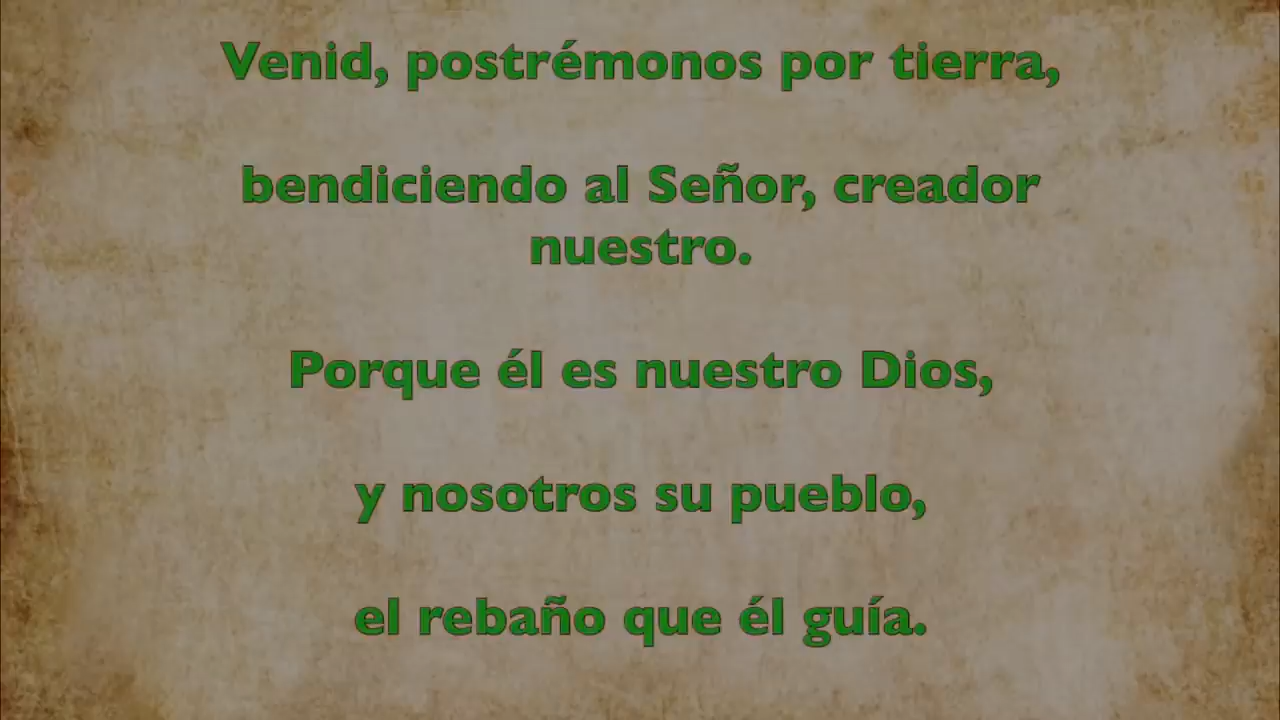 Venid, postrémonos por tierra,
bendiciendo al Señor, creador
nuestro.
Porque él es nuestro Dios,
y nosotros su pueblo,
el rebaño que él guía.